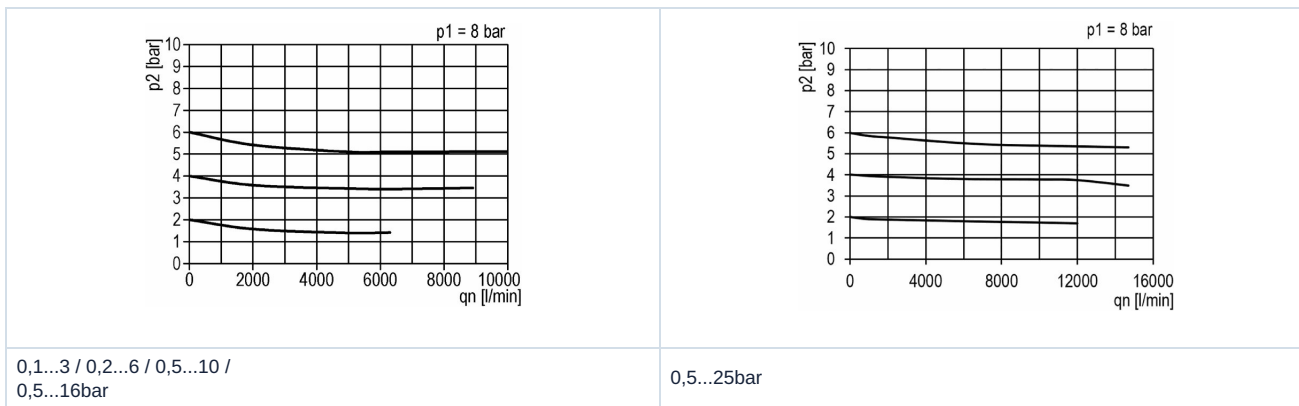 p1 = 8 bar
p2 [bar]
10
9
8
7
6
5
4
3
2
1
0
0 2000 4000 6000 8000 10000
qn [l/min]
p1 = 8 bar
p2 [bar]
10
9
8
7
6
5
4
3
2
1
0
0 4000 8000 12000 16000
qn [l/min]
0,1...3 / 0,2...6 / 0,5...10 /
0,5...16bar
0,5...25bar